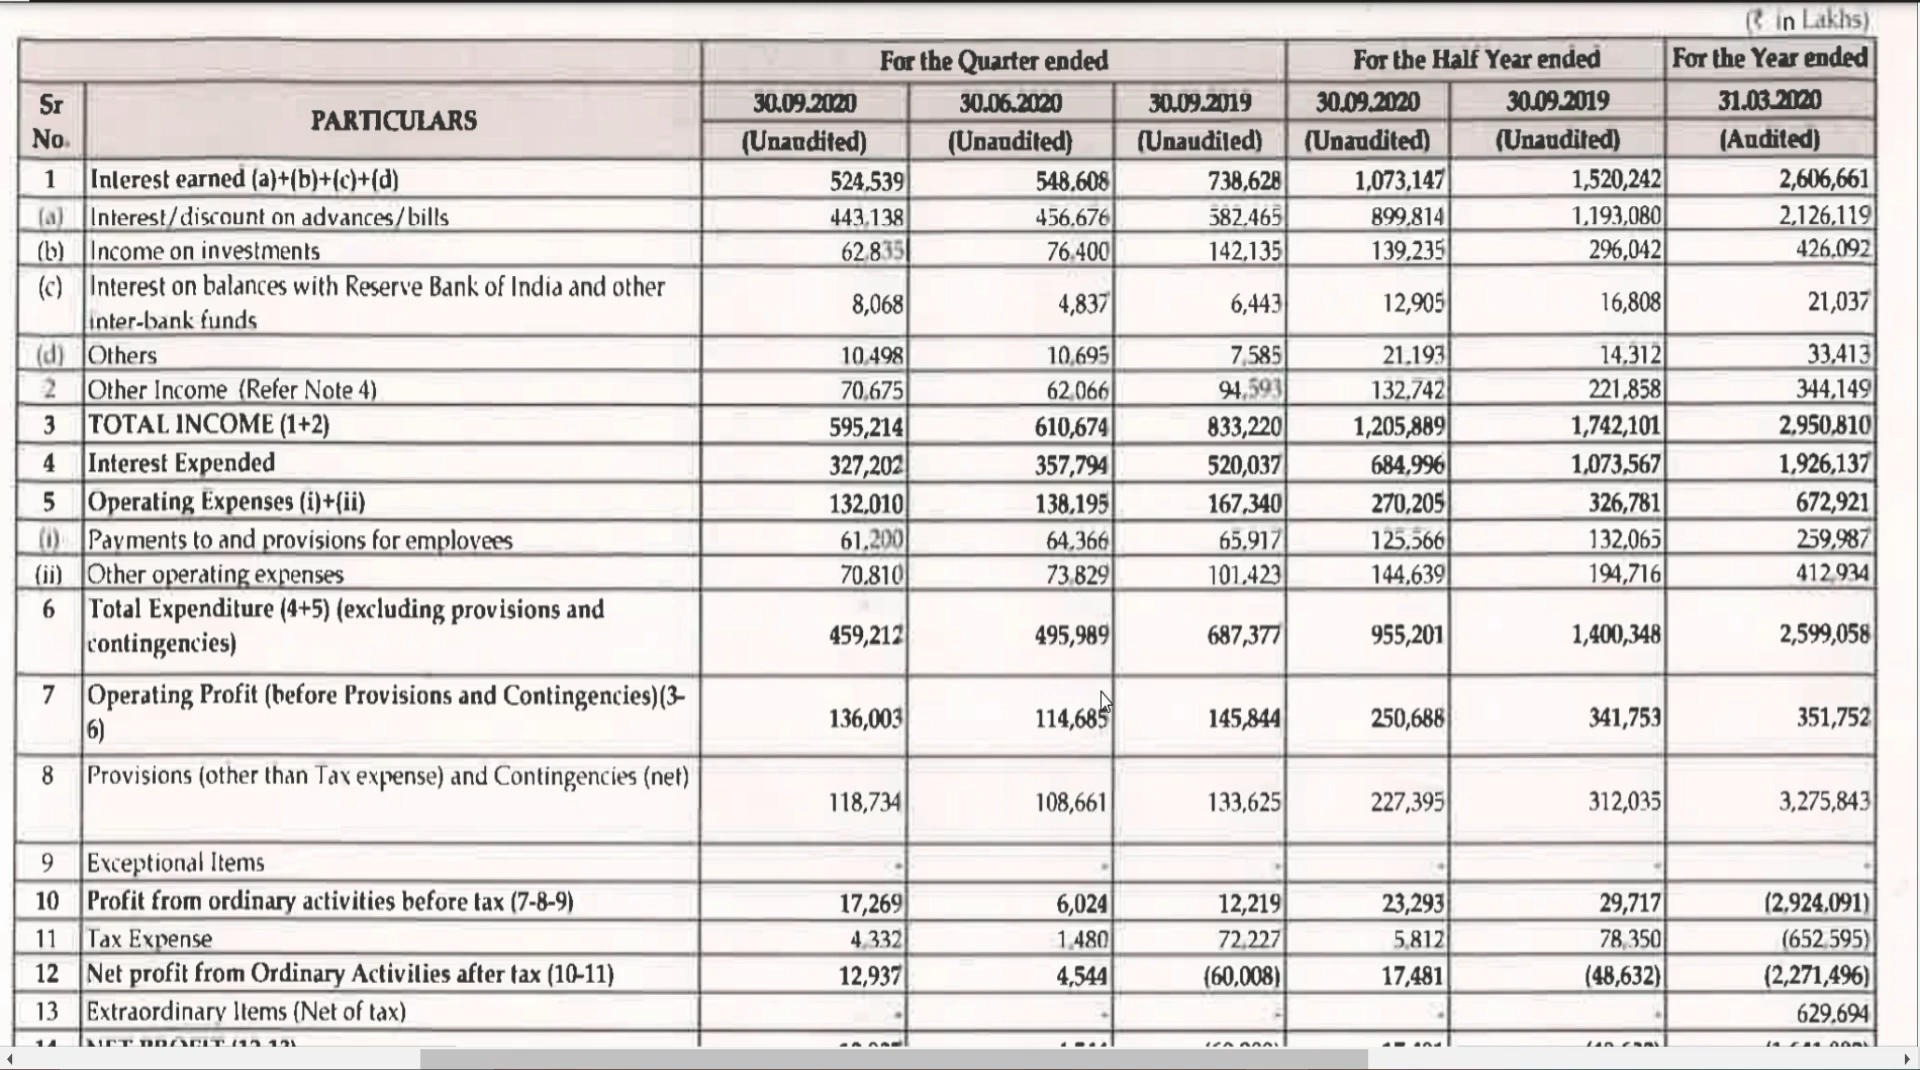 (₹ in Lakhs)
For the Quarter ended For the Half Year ended For the Year ended
Sr No. PARTICULARS 30.09.2020 30.06.2020 30.09.2019 30.09.2020 30.09.2019 31.03.2020
(Unaudited) (Unaudited) (Unaudited) (Unaudited) (Unaudited) (Audited)
1 Interest earned (a)+(b)+(c)+(d) 524,539 548,608 738,628 1,073,147 1,520,242 2,606,661
(a) Interest/discount on advances/bills 443,138 456,676 582,465 899,814 1,193,080 2,126,119
(b) Income on investments 62,835 76,400 142,135 139,235 296,042 426,092
(c) Interest on balances with Reserve Bank of India and other
inter-bank funds 8,068 4,837 6,443 12,905 16,808 21,037
(d) Others 10,498 10,695 7,585 21,193 14,312 33,413
2 Other Income (Refer Note 4) 70,675 62,066 94,593 132,742 221,858 344,149
3 TOTAL INCOME (1+2) 595,214 610,674 833,220 1,205,889 1,742,101 2,950,810
4 Interest Expended 327,202 357,794 520,037 684,996 1,073,567 1,926,137
5 Operating Expenses (i)+(ii) 132,010 138,195 167,340 270,205 326,781 672,921
(i) Payments to and provisions for employees 61,200 64,366 65,917 125,566 132,065 259,987
(ii) Other operating expenses 70,810 73,829 101,423 144,639 194,716 412,934
6 Total Expenditure (4+5) (excluding provisions and
contingencies) 459,212 495,989 687,377 955,201 1,400,348 2,599,058
7 Operating Profit (before Provisions and Contingencies)(3-
6) 136,003 114,685 145,844 250,688 341,753 351,752
8 Provisions (other than Tax expense) and Contingencies (net)
118,734 108,661 133,625 227,395 312,035 3,275,843
9 Exceptional Items - - - - - -
10 Profit from ordinary activities before tax (7-8-9) 17,269 6,024 12,219 23,293 29,717 (2,924,091)
11 Tax Expense 4,332 1,480 72,227 5,812 78,350 (652,595)
12 Net profit from Ordinary Activities after tax (10-11) 12,937 4,544 (60,008) 17,481 (48,632) (2,271,496)
13 Extraordinary Items (Net of tax) - - - - - 629,694
14 NET PROFIT (12-13)